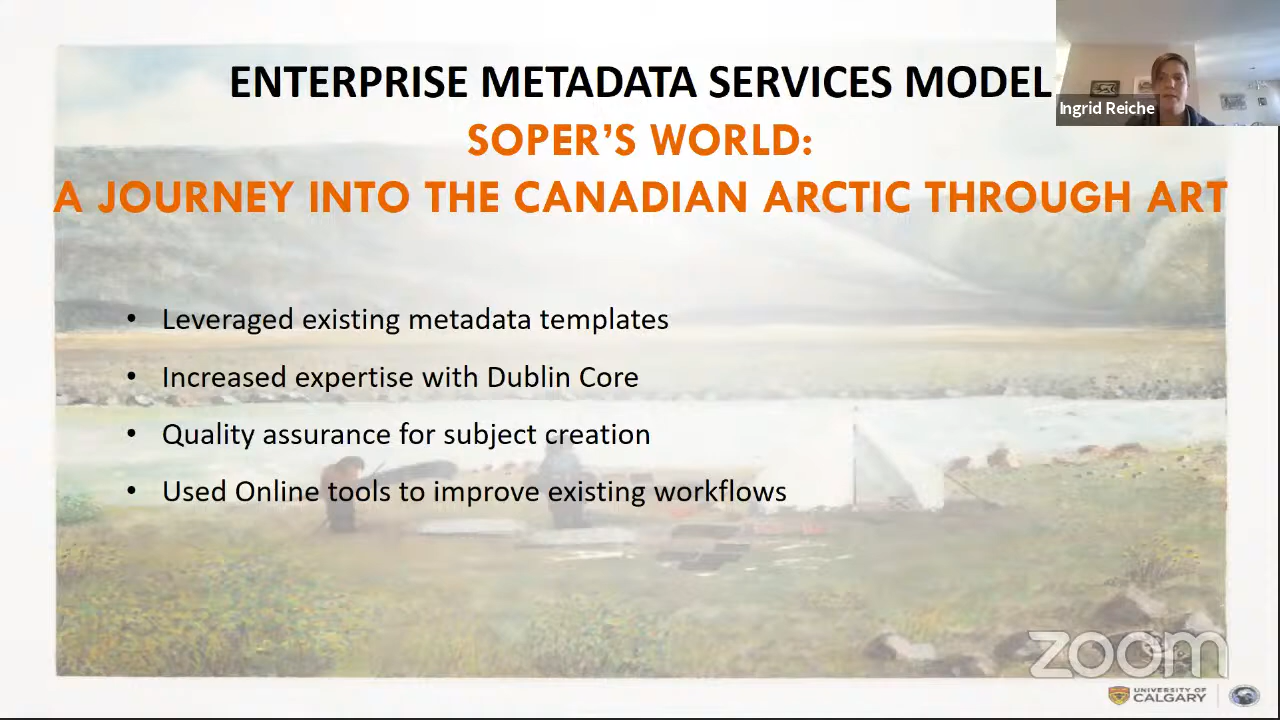 ENTERPRISE METADATA SERVICES MODEL
Ingrid Reiche
SOPER'S WORLD:
A JOURNEY INTO THE CANADIAN ARCTIC THROUGH ART
• Leveraged existing metadata templates
• Increased expertise with Dublin Core
• Quality assurance for subject creation
• Used Online tools to improve existing workflows
zoom
UNIVERSITY OF
CALGARY